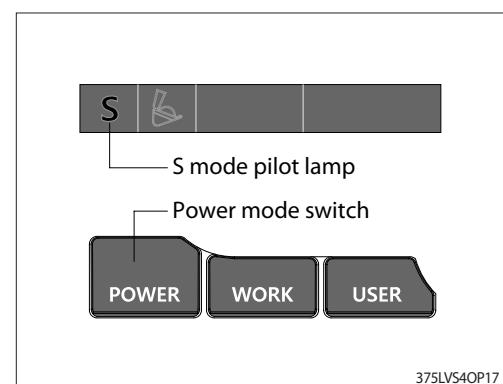 S
S mode pilot lamp
Power mode switch
POWER WORK USER
375LVS4OP17